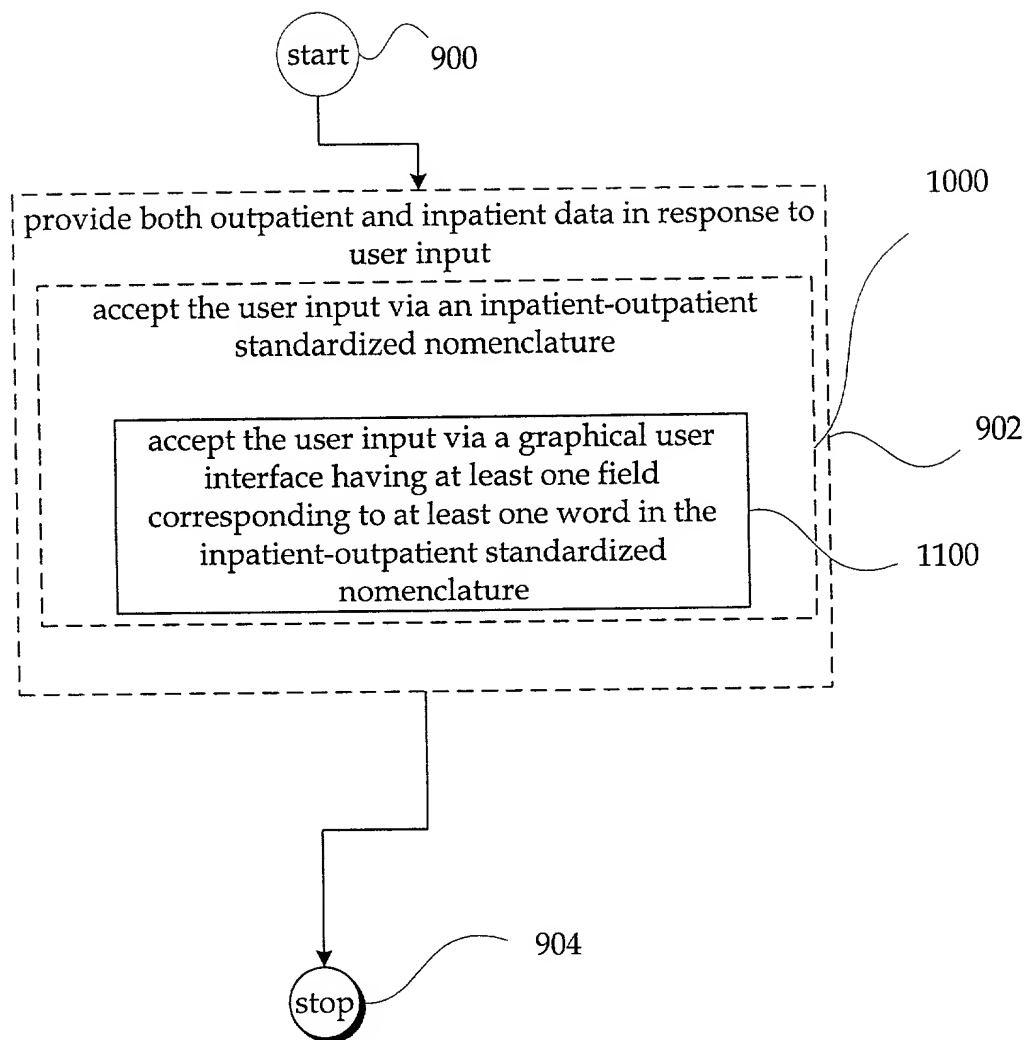 start
900
1000
provide both outpatient and inpatient data in response to
user input
accept the user input via an inpatient-outpatient
standardized nomenclature
902
accept the user input via a graphical user
interface having at least one field
corresponding to at least one word in the
inpatient-outpatient standardized
nomenclature
1100
904
stop